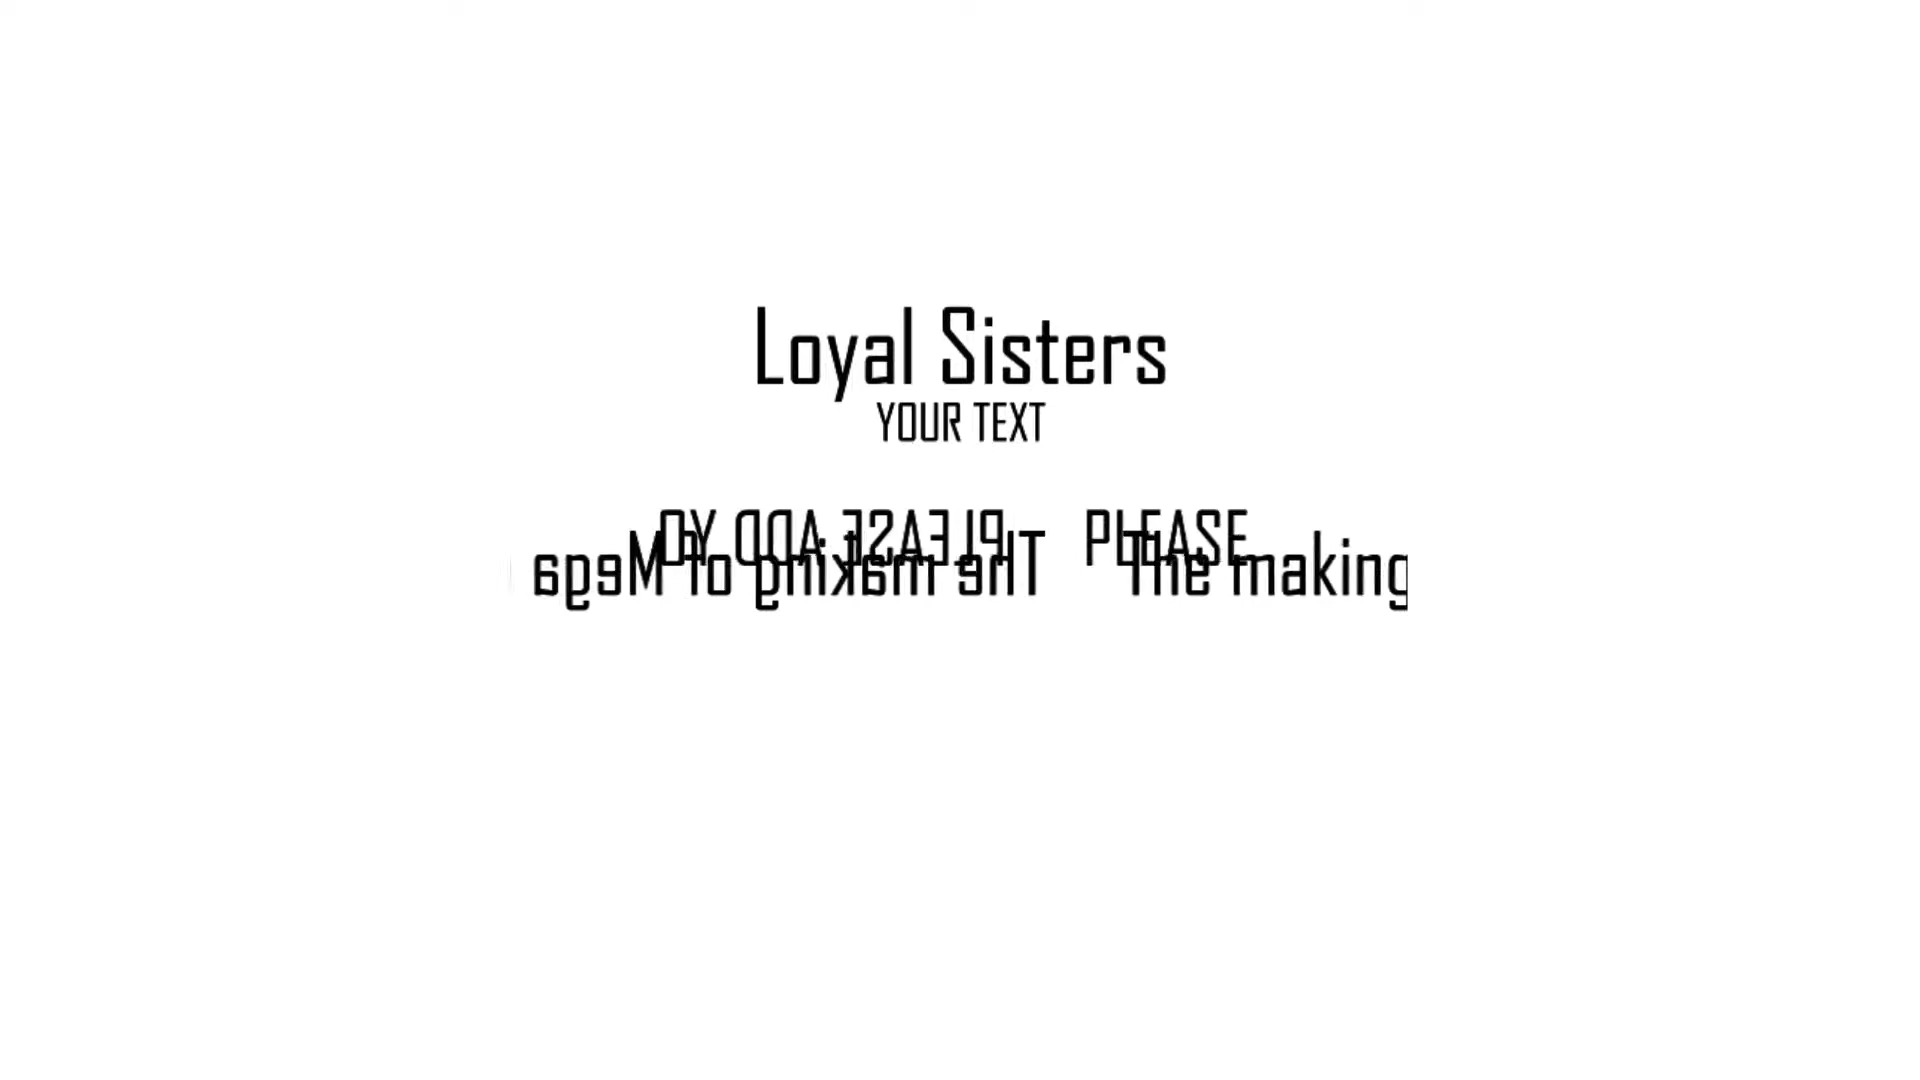 Loyal Sisters
YOUR TEXT
PLEASE ADD YO PLEASE
The making of Mega The making